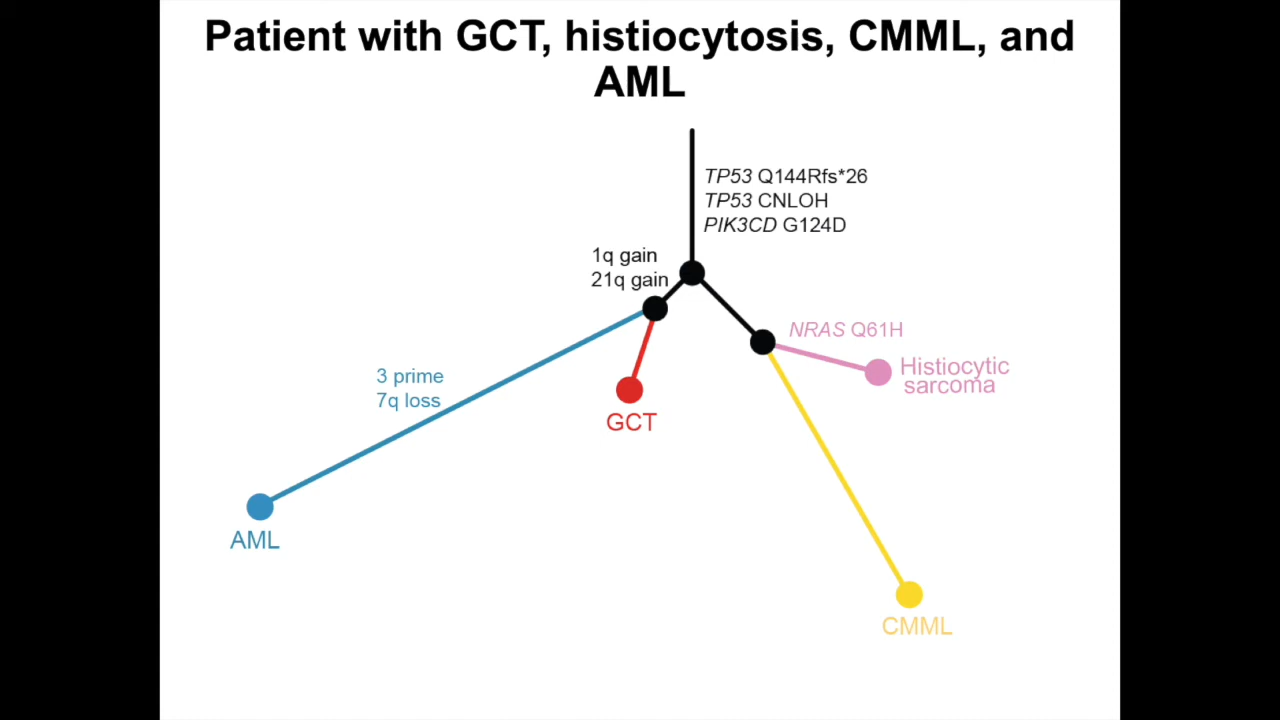 Patient with GCT, histiocytosis, CMML, and
AML
TP53 Q144Rfs*26
TP53 CNLOH
PIK3CD G124D
1q gain
21q gain
NRAS Q61H
Histiocytic
sarcoma
3 prime
7q loss
GCT
AML
CMML